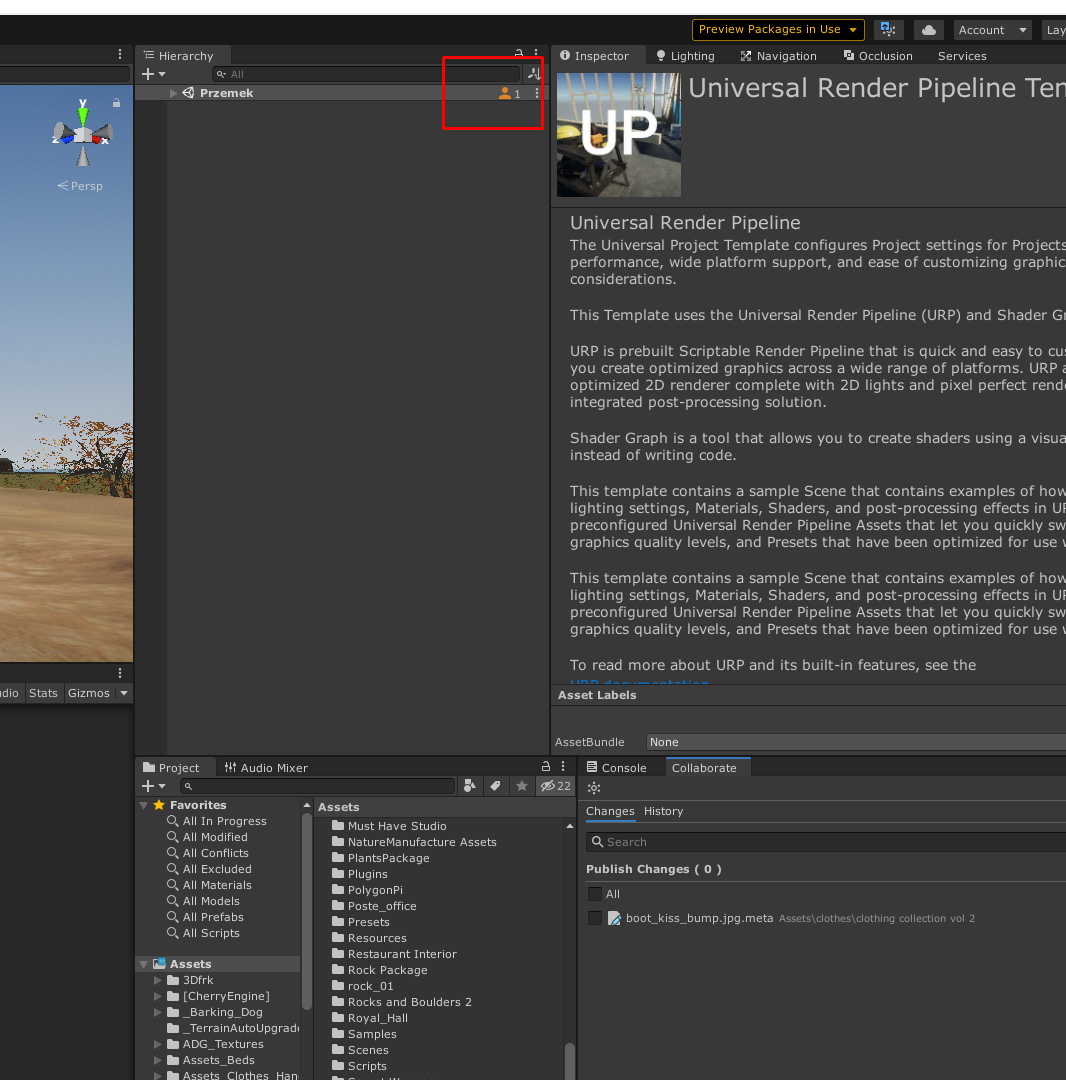 Preview Packages in Use
Account
Lay
Hierarchy
All
Przemek
1
y
z
x
Persp
Inspector
Lighting
Navigation
Occlusion
Services
UP
Universal Render Pipeline Tem
Universal Render Pipeline
The Universal Project Template configures Project settings for Projects
performance, wide platform support, and ease of customizing graphic
considerations.
This Template uses the Universal Render Pipeline (URP) and Shader G
URP is prebuilt Scriptable Render Pipeline that is quick and easy to cus
you create optimized graphics across a wide range of platforms. URP a
optimized 2D renderer complete with 2D lights and pixel perfect rende
integrated post-processing solution.
Shader Graph is a tool that allows you to create shaders using a visua
instead of writing code.
This template contains a sample Scene that contains examples of how
lighting settings, Materials, Shaders, and post-processing effects in UR
preconfigured Universal Render Pipeline Assets that let you quickly sw
graphics quality levels, and Presets that have been optimized for use w
This template contains a sample Scene that contains examples of how
lighting settings, Materials, Shaders, and post-processing effects in UR
preconfigured Universal Render Pipeline Assets that let you quickly sw
graphics quality levels, and Presets that have been optimized for use w
To read more about URP and its built-in features, see the
URP documentation
Asset Labels
AssetBundle
None
udio
Stats
Gizmos
Project
Audio Mixer
22
Favorites
All In Progress
All Modified
All Conflicts
All Excluded
All Materials
All Models
All Prefabs
All Scripts
Assets
3Dfrk
[CherryEngine]
_Barking_Dog
_TerrainAutoUpgrade
ADG_Textures
Assets_Beds
Assets_Clothes_Han
Assets
Must Have Studio
NatureManufacture Assets
PlantsPackage
Plugins
PolygonPi
Poste_office
Presets
Resources
Restaurant Interior
Rock Package
rock_01
Rocks and Boulders 2
Royal_Hall
Samples
Scenes
Scripts
Console
Collaborate
Changes
History
Search
Publish Changes ( 0 )
All
boot_kiss_bump.jpg.meta Assets\clothes\clothing collection vol 2